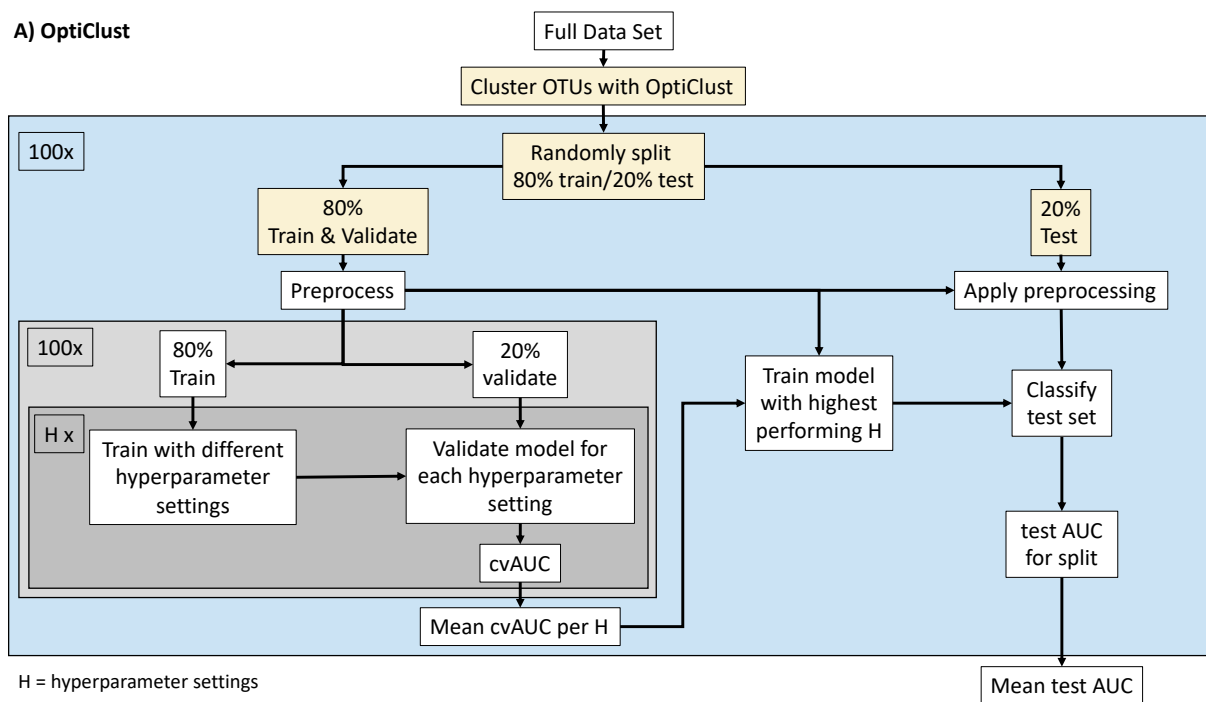 A) OptiClust
Full Data Set
Cluster OTUs with OptiClust
100x
Randomly split
80% train/20% test
80%
Train & Validate
20%
Test
Preprocess
Apply preprocessing
100x
80%
Train
20%
validate
Train model
with highest
performing H
Classify
test set
H x
Train with different
hyperparameter
settings
Validate model for
each hyperparameter
setting
cvAUC
test AUC
for split
Mean cvAUC per H
H = hyperparameter settings
Mean test AUC